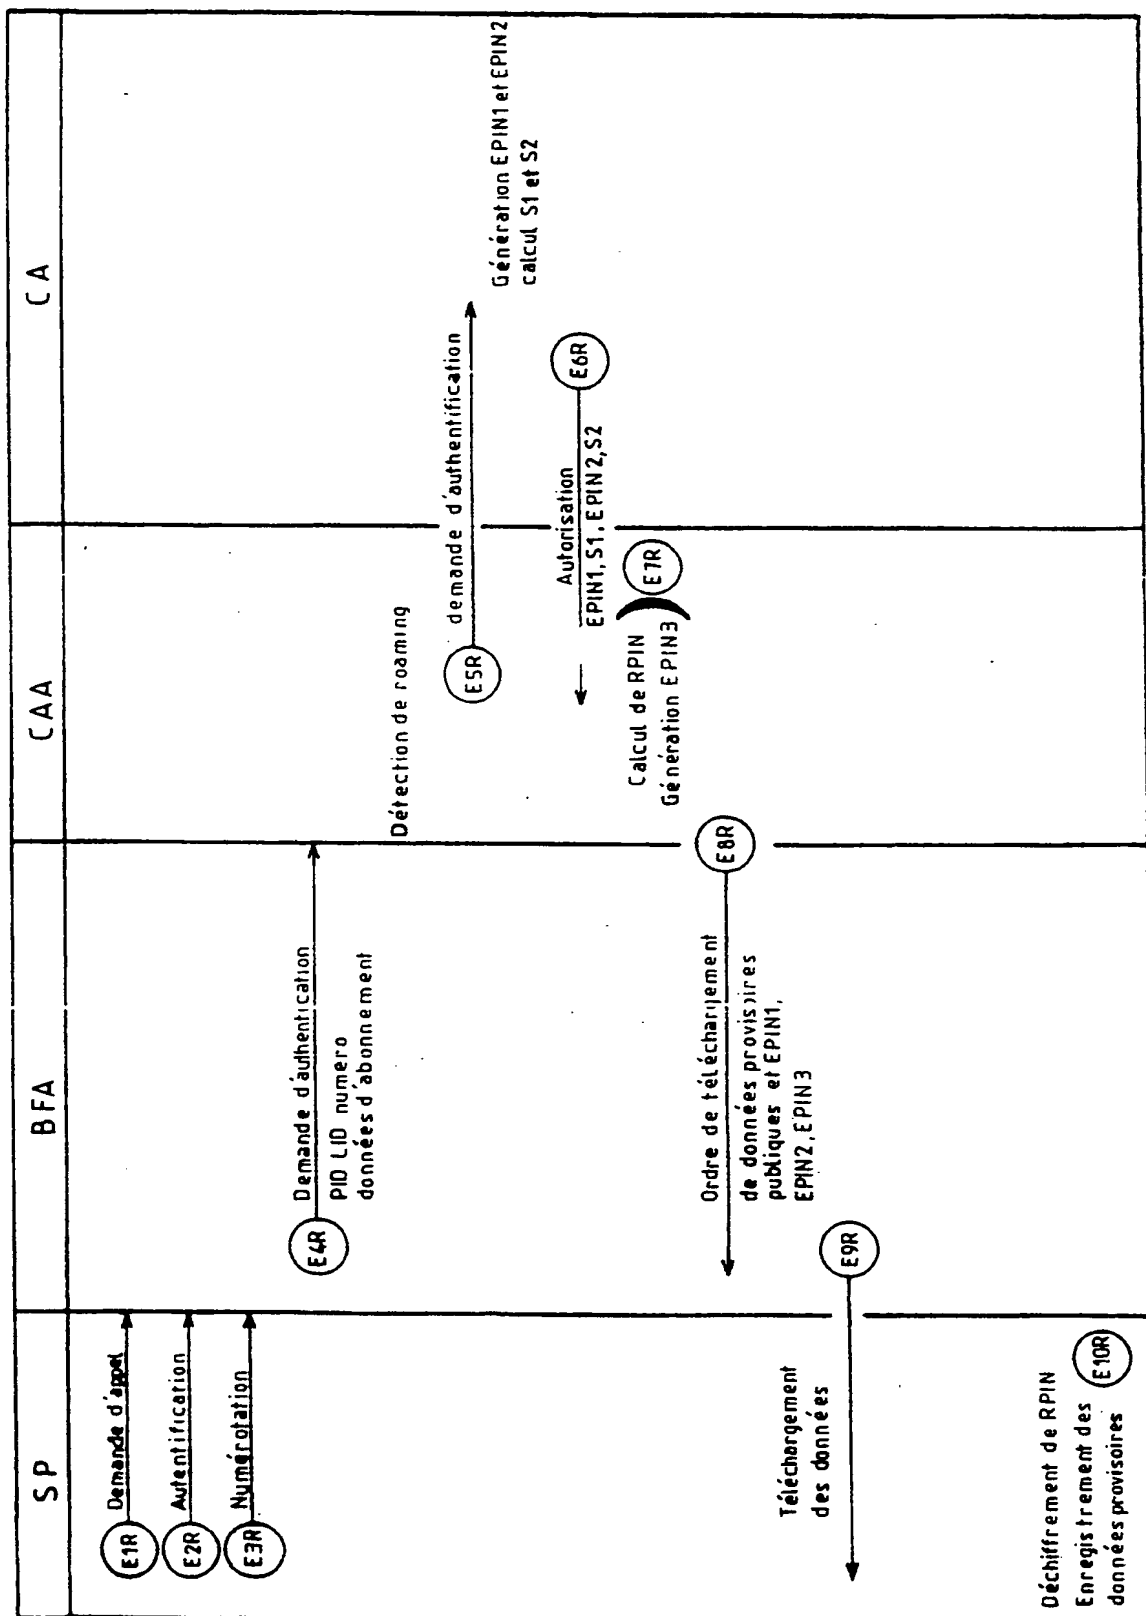 SP
BFA
CAA
CA
E1R
Demande d'appel
E2R
Autentification
E3R
Numérotation
E4R
Demande d'authentication
PID LID numero
données d'abonnement
Détection de roaming
E5R
demande d'authentification
Génération EPIN1 et EPIN2
calcul S1 et S2
E6R
Autorisation
EPIN1, S1, EPIN2, S2
E7R
Calcul de RPIN
Génération EPIN3
E8R
Ordre de téléchargement
de données provisoires
publiques et EPIN1,
EPIN2, EPIN3
E9R
Téléchargement
des données
E10R
Déchiffrement de RPIN
Enregistrement des
données provisoires